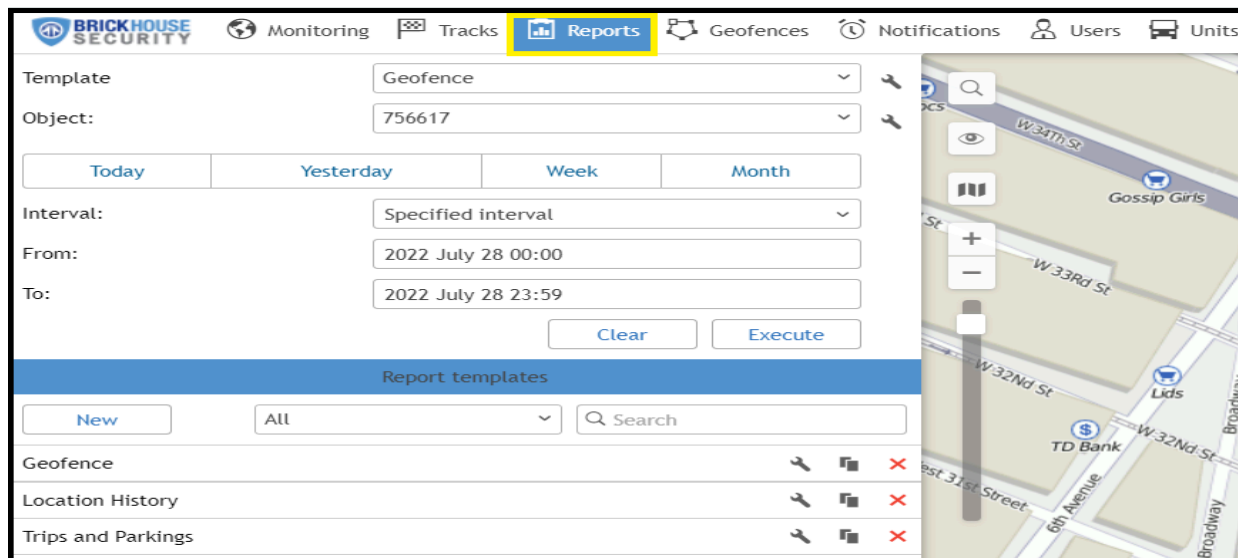 BRICKHOUSE
SECURITY
Monitoring
Tracks
Reports
Geofences
Notifications
Users
Units
Template
Geofence
Object:
756617
Today
Yesterday
Week
Month
Interval:
Specified interval
From:
2022 July 28 00:00
To:
2022 July 28 23:59
Clear
Execute
Report templates
New
All
Search
Geofence
Location History
Trips and Parkings
W 34Th St
Gossip Girls
St
W 33Rd St
W 32Nd St
Lids
TD Bank
W 32Nd St
est 31st Street
6th Avenue
Broadway
Broadway